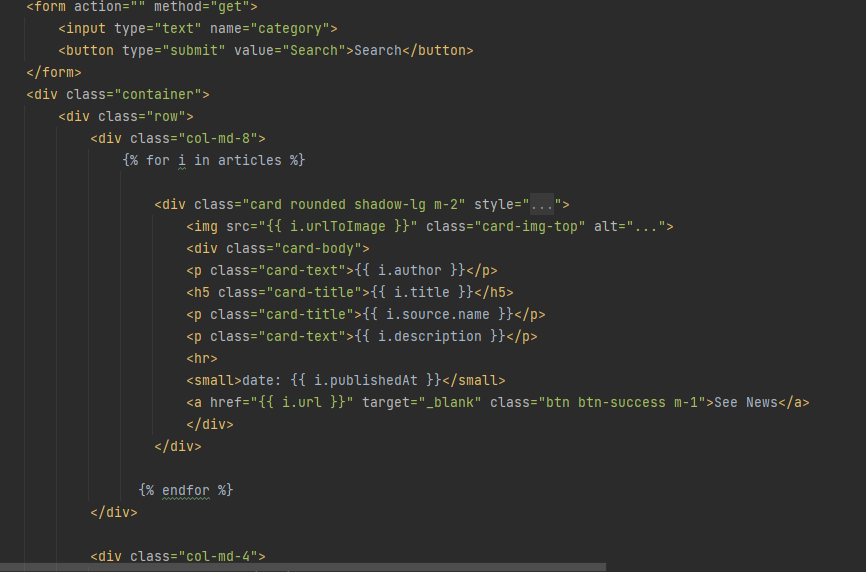 <form action="" method="get">
<input type="text" name="category">
<button type="submit" value="Search">Search</button>
</form>
<div class="container">
<div class="row">
<div class="col-md-8">
{% for i in articles %}
<div class="card rounded shadow-lg m-2" style="...">
<img src="{{ i.urlToImage }}" class="card-img-top" alt="...">
<div class="card-body">
<p class="card-text">{{ i.author }}</p>
<h5 class="card-title">{{ i.title }}</h5>
<p class="card-title">{{ i.source.name }}</p>
<p class="card-text">{{ i.description }}</p>
<hr>
<small>date: {{ i.publishedAt }}</small>
<a href="{{ i.url }}" target="_blank" class="btn btn-success m-1">See News</a>
</div>
</div>
{% endfor %}
</div>
<div class="col-md-4">